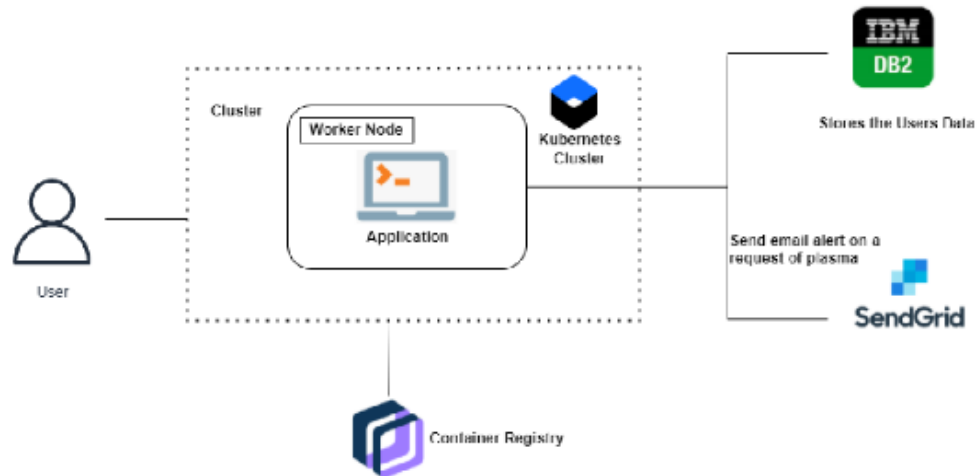 IBM
DB2
Stores the Users Data
Cluster
Worker Node
Kubernetes
Cluster
Application
User
Send email alert on a
request of plasma
SendGrid
Container Registry